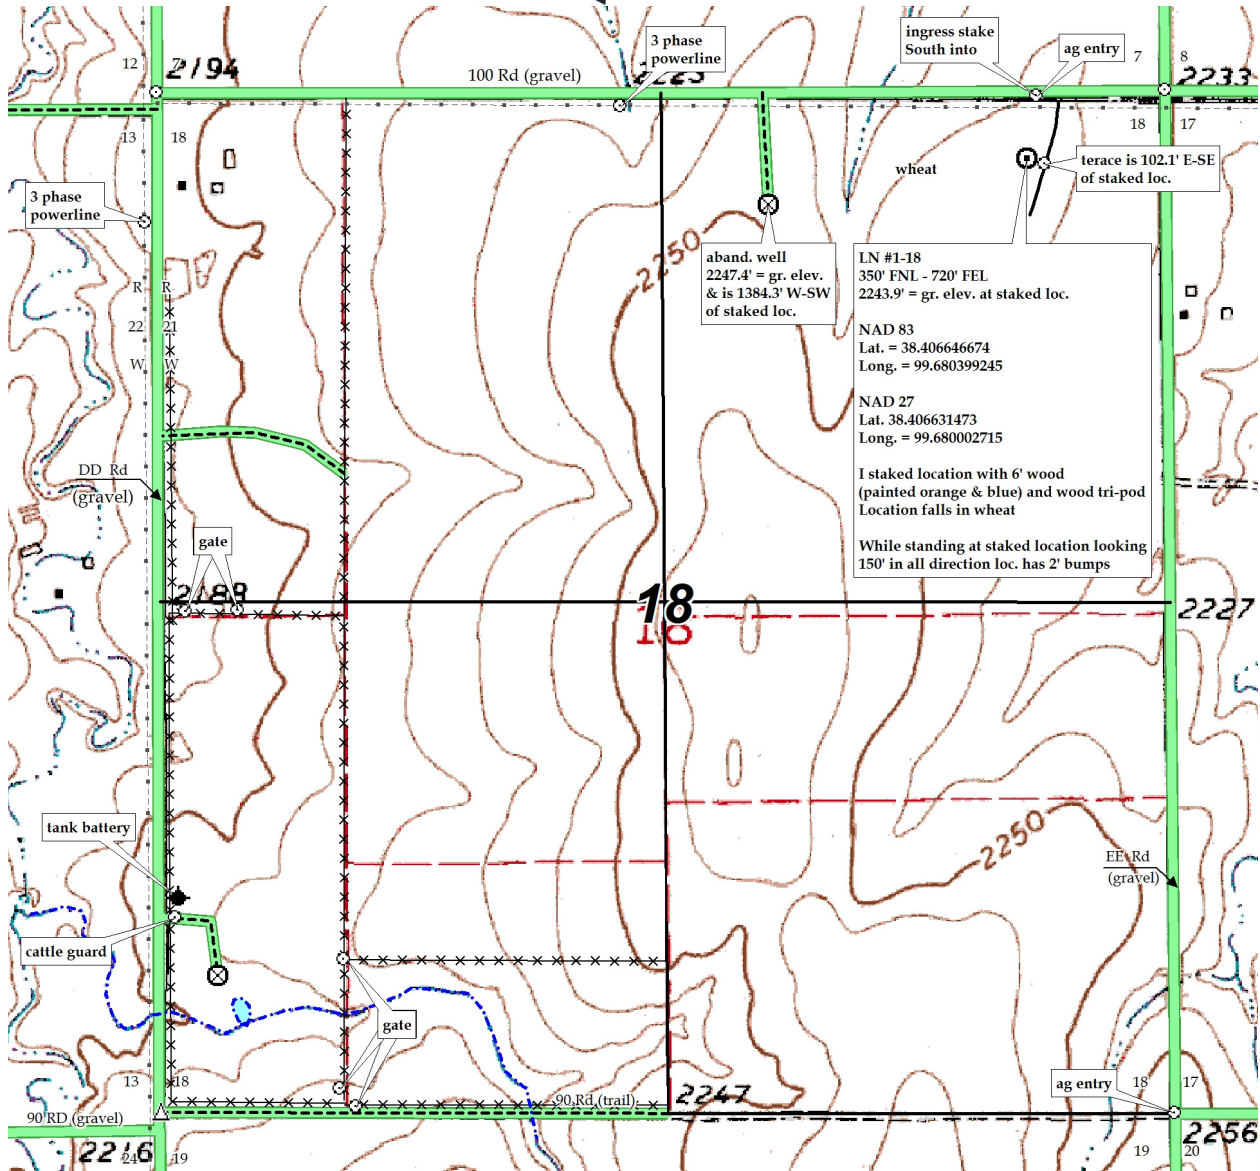 ingress stake
South into
ag entry
3 phase
powerline
12
7
2194
100 Rd (gravel)
2223
7
8
2233
13
18
18
17
wheat
terace is 102.1' E-SE
of staked loc.
3 phase
powerline
2250
aband. well
2247.4' = gr. elev.
& is 1384.3' W-SW
of staked loc.
LN #1-18
350' FNL - 720' FEL
2243.9' = gr. elev. at staked loc.
NAD 83
Lat. = 38.406646674
Long. = 99.680399245
NAD 27
Lat. 38.406631473
Long. = 99.680002715
I staked location with 6' wood
(painted orange & blue) and wood tri-pod
Location falls in wheat
While standing at staked location looking
150' in all direction loc. has 2' bumps
R R
22 21
W W
DD Rd
(gravel)
gate
2188
18
18
2227
tank battery
2250
EE Rd
(gravel)
cattle guard
gate
13
18
ag entry
18
17
90 RD (gravel)
90 Rd (trail)
2247
2216
24
19
19
20
2256